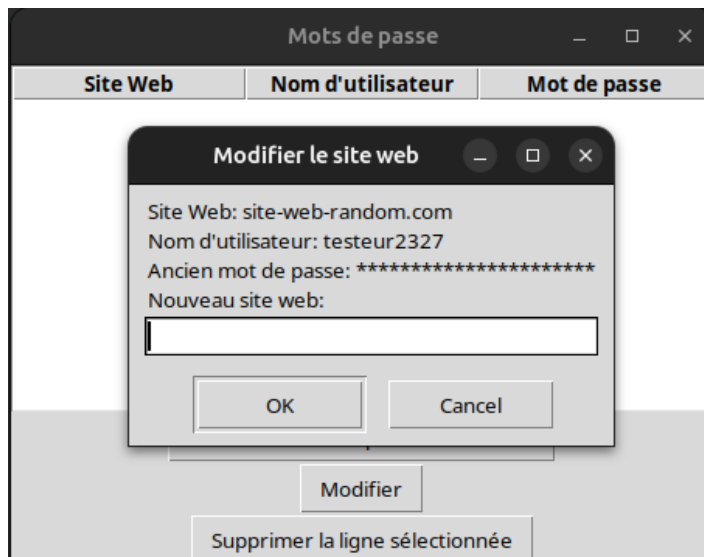 Mots de passe
Site Web Nom d'utilisateur Mot de passe
Modifier le site web
Site Web: site-web-random.com
Nom d'utilisateur: testeur2327
Ancien mot de passe: **********************
Nouveau site web:
OK Cancel
Modifier
Supprimer la ligne sélectionnée